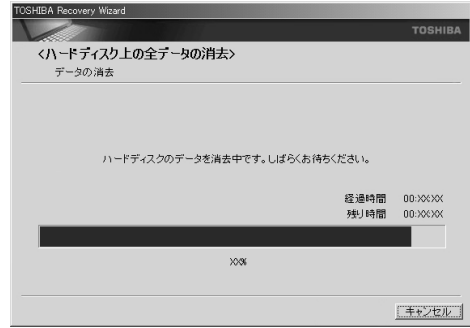 TOSHIBA Recovery Wizard
TOSHIBA
<ハードディスク上の全データの消去>
データの消去
ハードディスクのデータを消去中です。しばらくお待ちください。
経過時間 00:XX:XX
残り時間 00:XX:XX
XX%
キャンセル